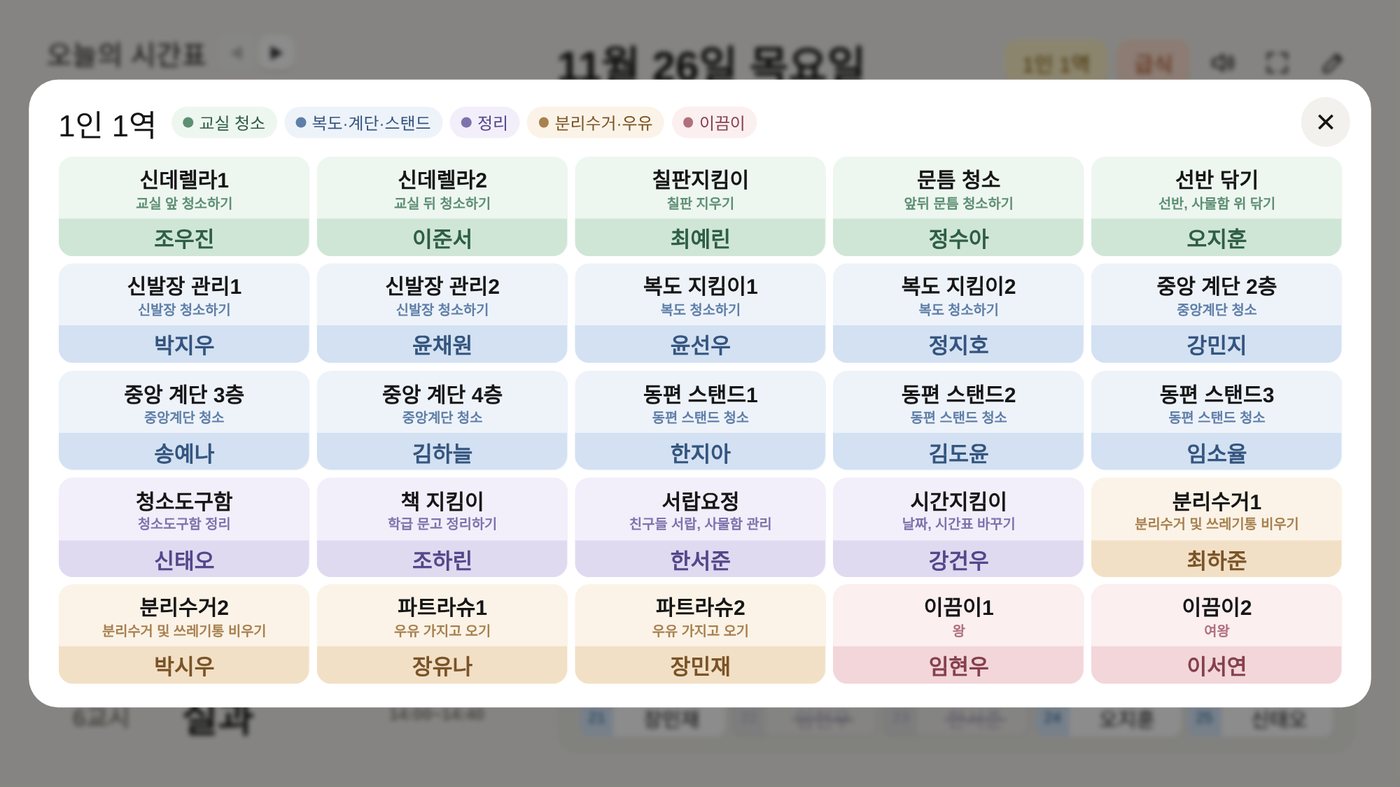 오늘의 시간표
11월 26일 목요일
1인 1역
급식
1인 1역
교실 청소
복도·계단·스탠드
정리
분리수거·우유
이끔이
신데렐라1
교실 앞 청소하기
조우진
신데렐라2
교실 뒤 청소하기
이준서
칠판지킴이
칠판 지우기
최예린
문틈 청소
앞뒤 문틈 청소하기
정수아
선반 닦기
선반, 사물함 위 닦기
오지훈
신발장 관리1
신발장 청소하기
박지우
신발장 관리2
신발장 청소하기
윤채원
복도 지킴이1
복도 청소하기
윤선우
복도 지킴이2
복도 청소하기
정지호
중앙 계단 2층
중앙계단 청소
강민지
중앙 계단 3층
중앙계단 청소
송예나
중앙 계단 4층
중앙계단 청소
김하늘
동편 스탠드1
동편 스탠드 청소
한지아
동편 스탠드2
동편 스탠드 청소
김도윤
동편 스탠드3
동편 스탠드 청소
임소율
청소도구함
청소도구함 정리
신태오
책 지킴이
학급 문고 정리하기
조하린
서랍요정
친구들 서랍, 사물함 관리
한서준
시간지킴이
날짜, 시간표 바꾸기
강건우
분리수거1
분리수거 및 쓰레기통 비우기
최하준
분리수거2
분리수거 및 쓰레기통 비우기
박시우
파트라슈1
우유 가지고 오기
장유나
파트라슈2
우유 가지고 오기
장민재
이끔이1
왕
임현우
이끔이2
여왕
이서연
6교시
실과
14:00~14:40
21
장민재
임현우
한서준
24
오지훈
25
신태오